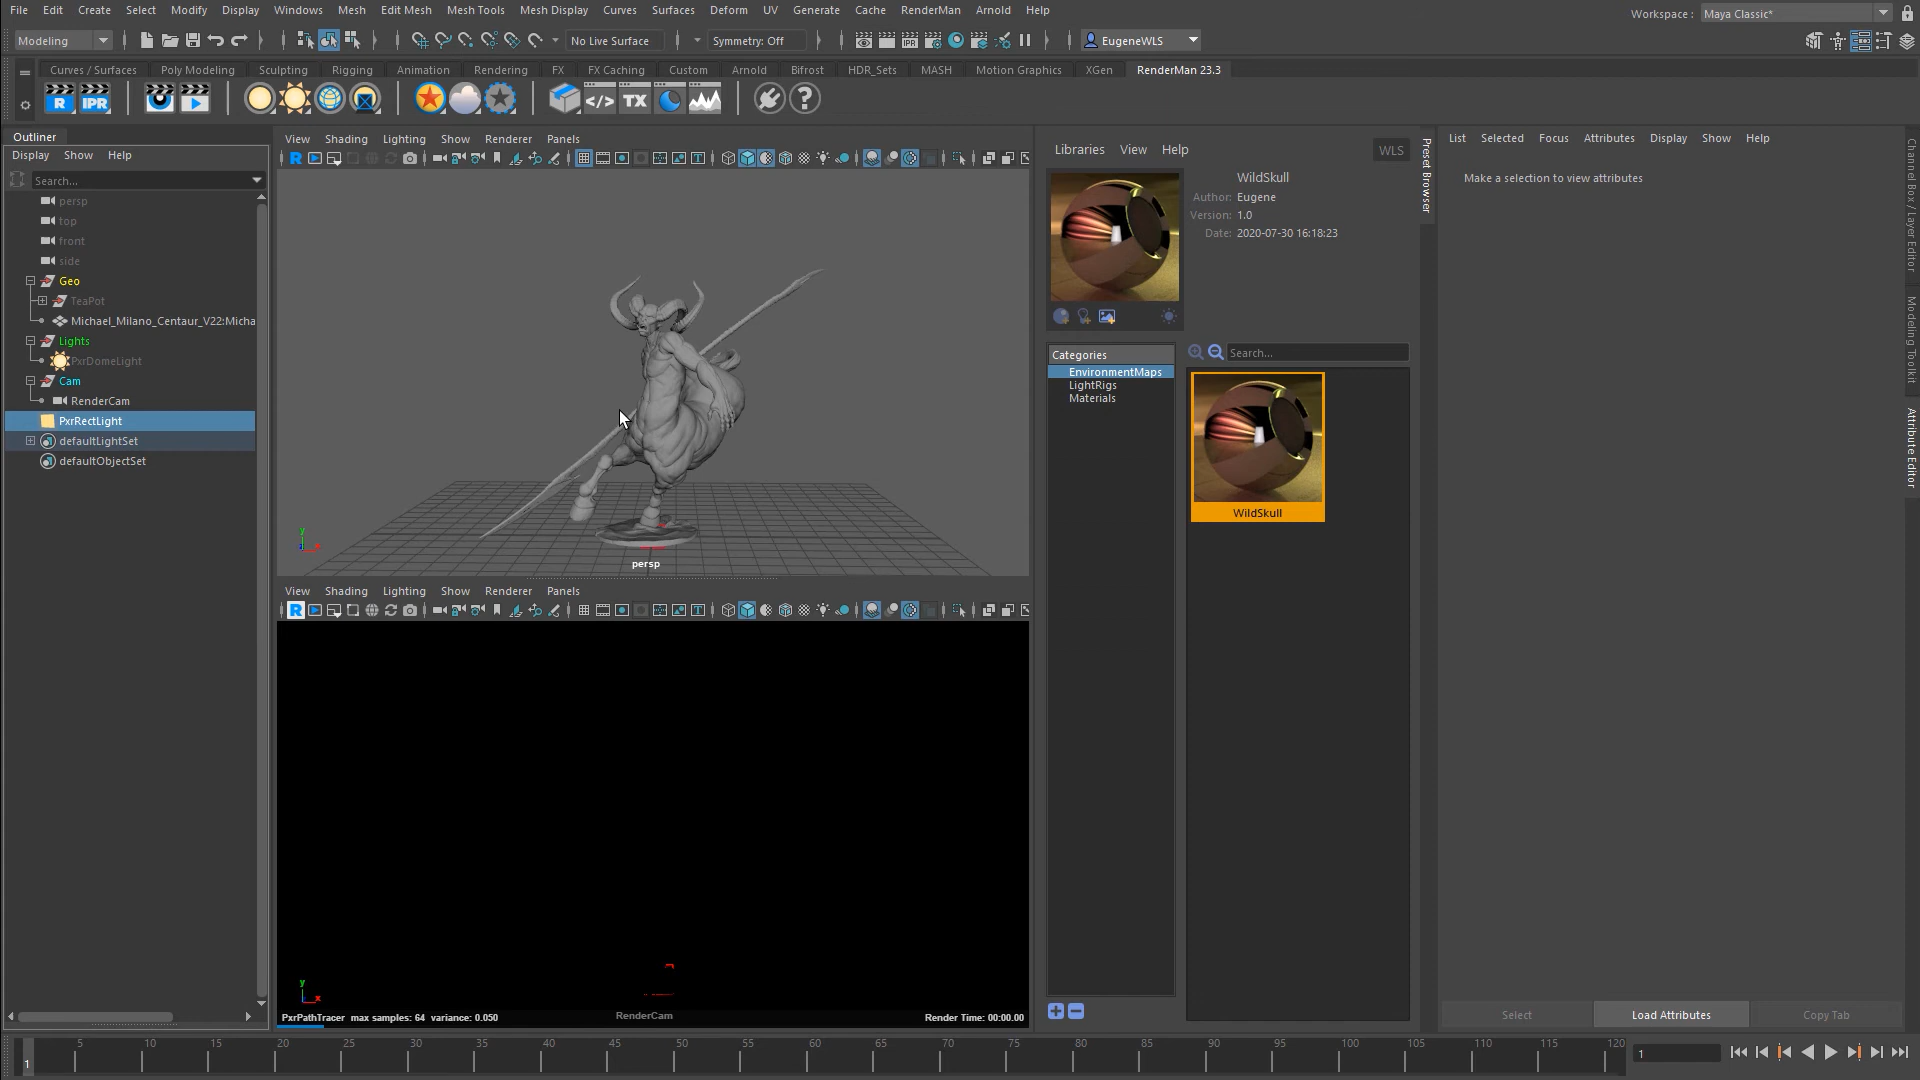 File Edit Create Select Modify Display Windows Mesh Edit Mesh Mesh Tools Mesh Display Curves Surfaces Deform UV Generate Cache RenderMan Arnold Help
Workspace : Maya Classic*
Modeling No Live Surface Symmetry: Off IPR EugeneWLS
Curves / Surfaces Poly Modeling Sculpting Rigging Animation Rendering FX FX Caching Custom Arnold Bifrost HDR_Sets MASH Motion Graphics XGen RenderMan 23.3
R IPR </> TX ?
Outliner
Display Show Help
Search...
persp
top
front
side
Geo
TeaPot
Michael_Milano_Centaur_V22:Micha
Lights
PxrDomeLight
Cam
RenderCam
PxrRectLight
defaultLightSet
defaultObjectSet
View Shading Lighting Show Renderer Panels
R
y
persp
View Shading Lighting Show Renderer Panels
R
y
x
PxrPathTracer max samples: 64 variance: 0.050
RenderCam
Render Time: 00:00.00
Libraries View Help
WLS
WildSkull
Author: Eugene
Version: 1.0
Date: 2020-07-30 16:18:23
Categories
EnvironmentMaps
LightRigs
Materials
Search...
WildSkull
Preset Browser
List Selected Focus Attributes Display Show Help
Make a selection to view attributes
Select Load Attributes Copy Tab
Channel Box / Layer Editor
Modeling Toolkit
Attribute Editor
1 5 10 15 20 25 30 35 40 45 50 55 60 65 70 75 80 85 90 95 100 105 110 115 120
1